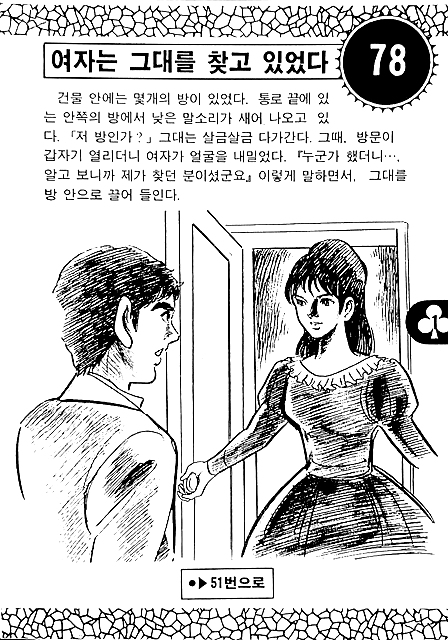 여자는 그대를 찾고 있었다
78
건물 안에는 몇개의 방이 있었다. 통로 끝에 있
는 안쪽의 방에서 낮은 말소리가 새어 나오고 있
다. 「저 방인가?」 그대는 살금살금 다가간다. 그때, 방문이
갑자기 열리더니 여자가 얼굴을 내밀었다. 『누군가 했더니…,
알고 보니까 제가 찾던 분이셨군요』 이렇게 말하면서, 그대를
방 안으로 끌어 들인다.
1
●▶51번으로